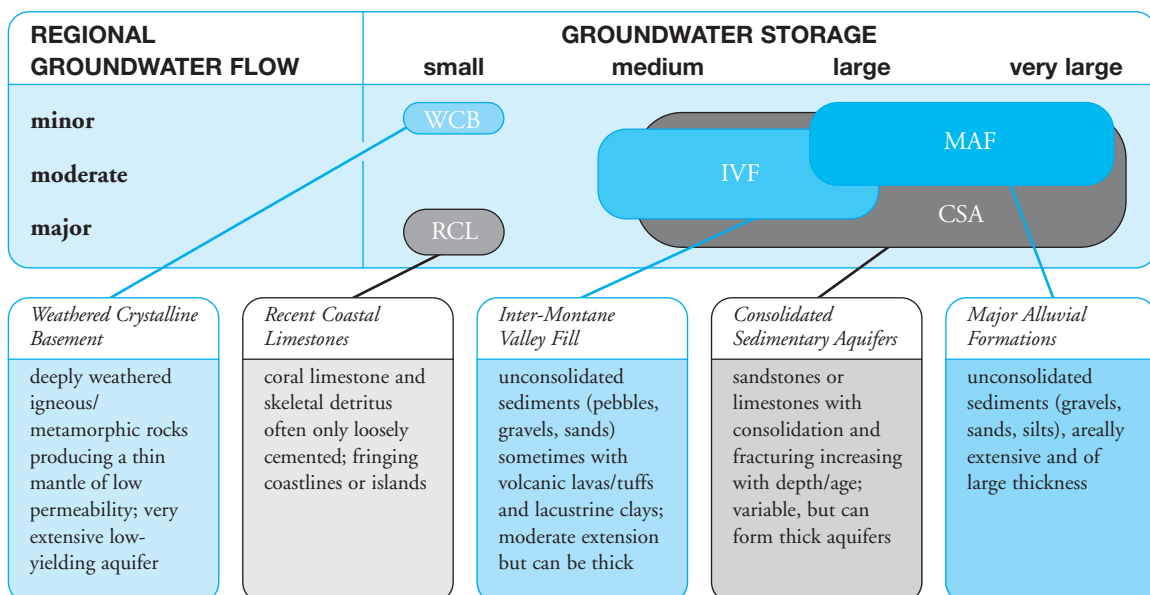 REGIONAL
GROUNDWATER FLOW
GROUNDWATER STORAGE
small medium large very large
minor
moderate
major
WCB
MAF
IVF
CSA
RCL
Weathered Crystalline
Basement
deeply weathered
igneous/
metamorphic rocks
producing a thin
mantle of low
permeability; very
extensive low-
yielding aquifer
Recent Coastal
Limestones
coral limestone and
skeletal detritus
often only loosely
cemented; fringing
coastlines or islands
Inter-Montane
Valley Fill
unconsolidated
sediments (pebbles,
gravels, sands)
sometimes with
volcanic lavas/tuffs
and lacustrine clays;
moderate extension
but can be thick
Consolidated
Sedimentary Aquifers
sandstones or
limestones with
consolidation and
fracturing increasing
with depth/age;
variable, but can
form thick aquifers
Major Alluvial
Formations
unconsolidated
sediments (gravels,
sands, silts), areally
extensive and of
large thickness